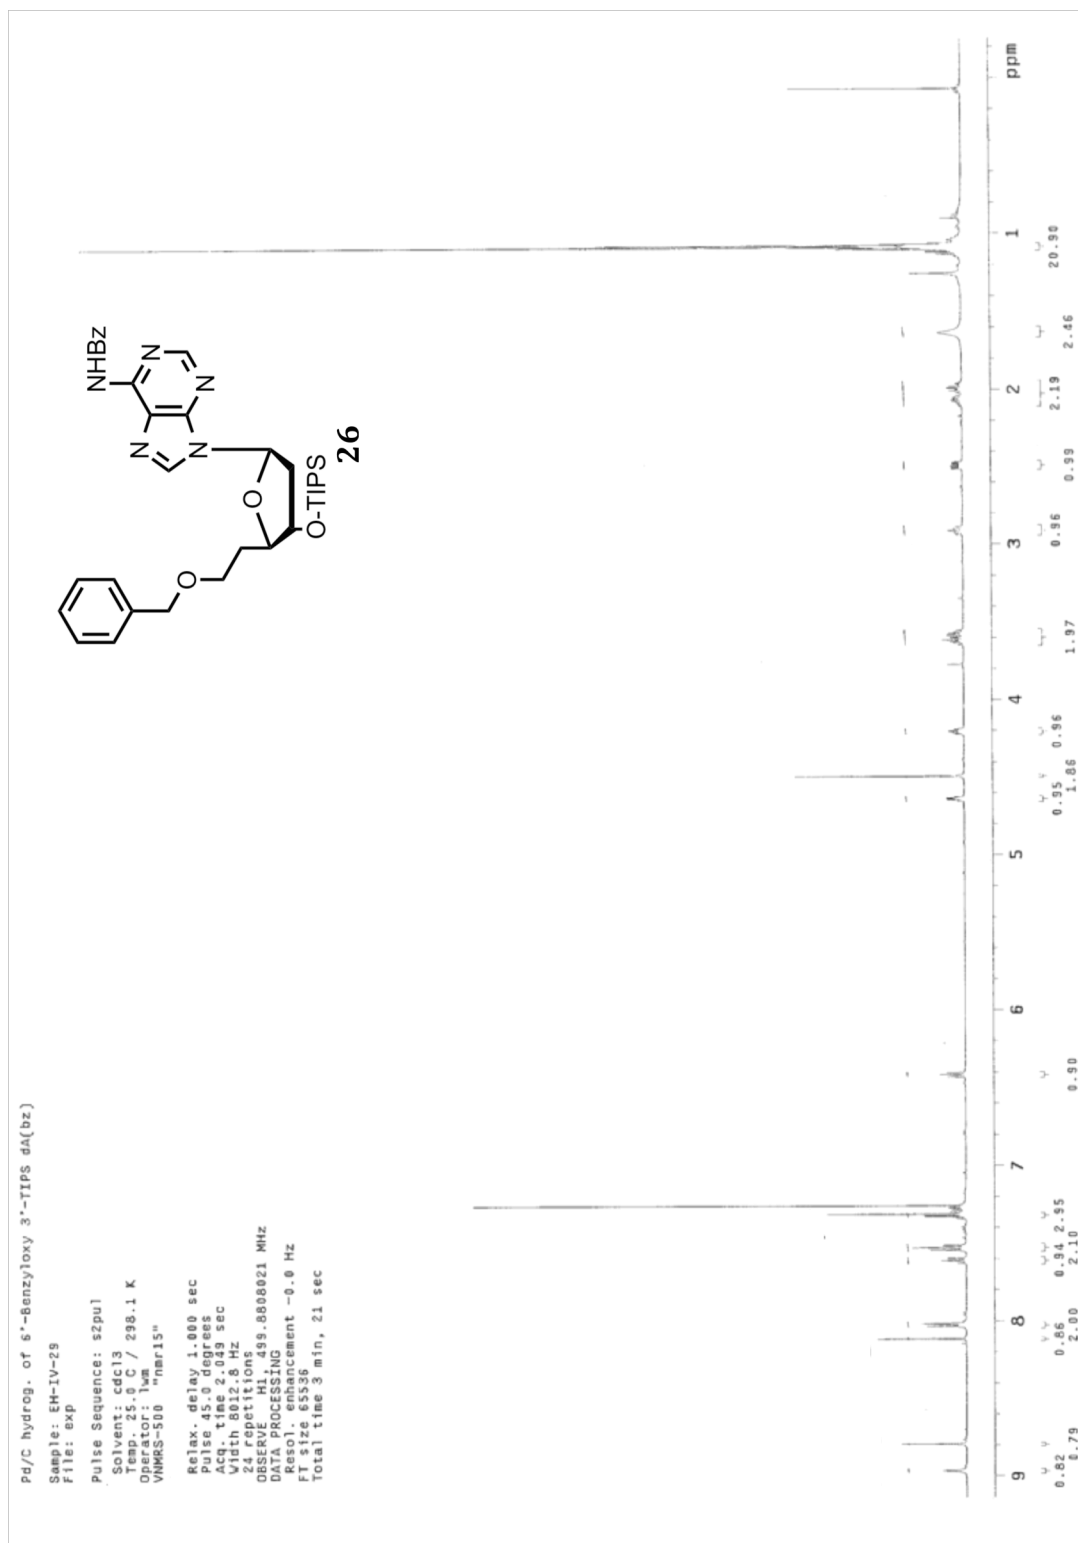 Pd/C hydrog. of 6'-Benzyloxy 3'-TIPS dA(bz)
Sample: EH-IV-29
File: exp
Pulse Sequence: s2pul
Solvent: cdcl3
Temp. 25.0 C / 298.1 K
Operator: lwm
VNMRS-500 "nmr15"
Relax. delay 1.000 sec
Pulse 45.0 degrees
Acq. time 2.049 sec
Width 8012.8 Hz
24 repetitions
OBSERVE H1, 499.8808021 MHz
DATA PROCESSING
Resol. enhancement -0.0 Hz
FT size 65536
Total time 3 min, 21 sec
NHBz
N
N
N
N
O
O
O-TIPS
26
9 8 7 6 5 4 3 2 1 ppm
0.82 0.86 0.94 2.95 0.95 0.96 0.96 2.19 20.90
0.79 2.00 2.10 0.90 1.86 1.97 0.99 2.46